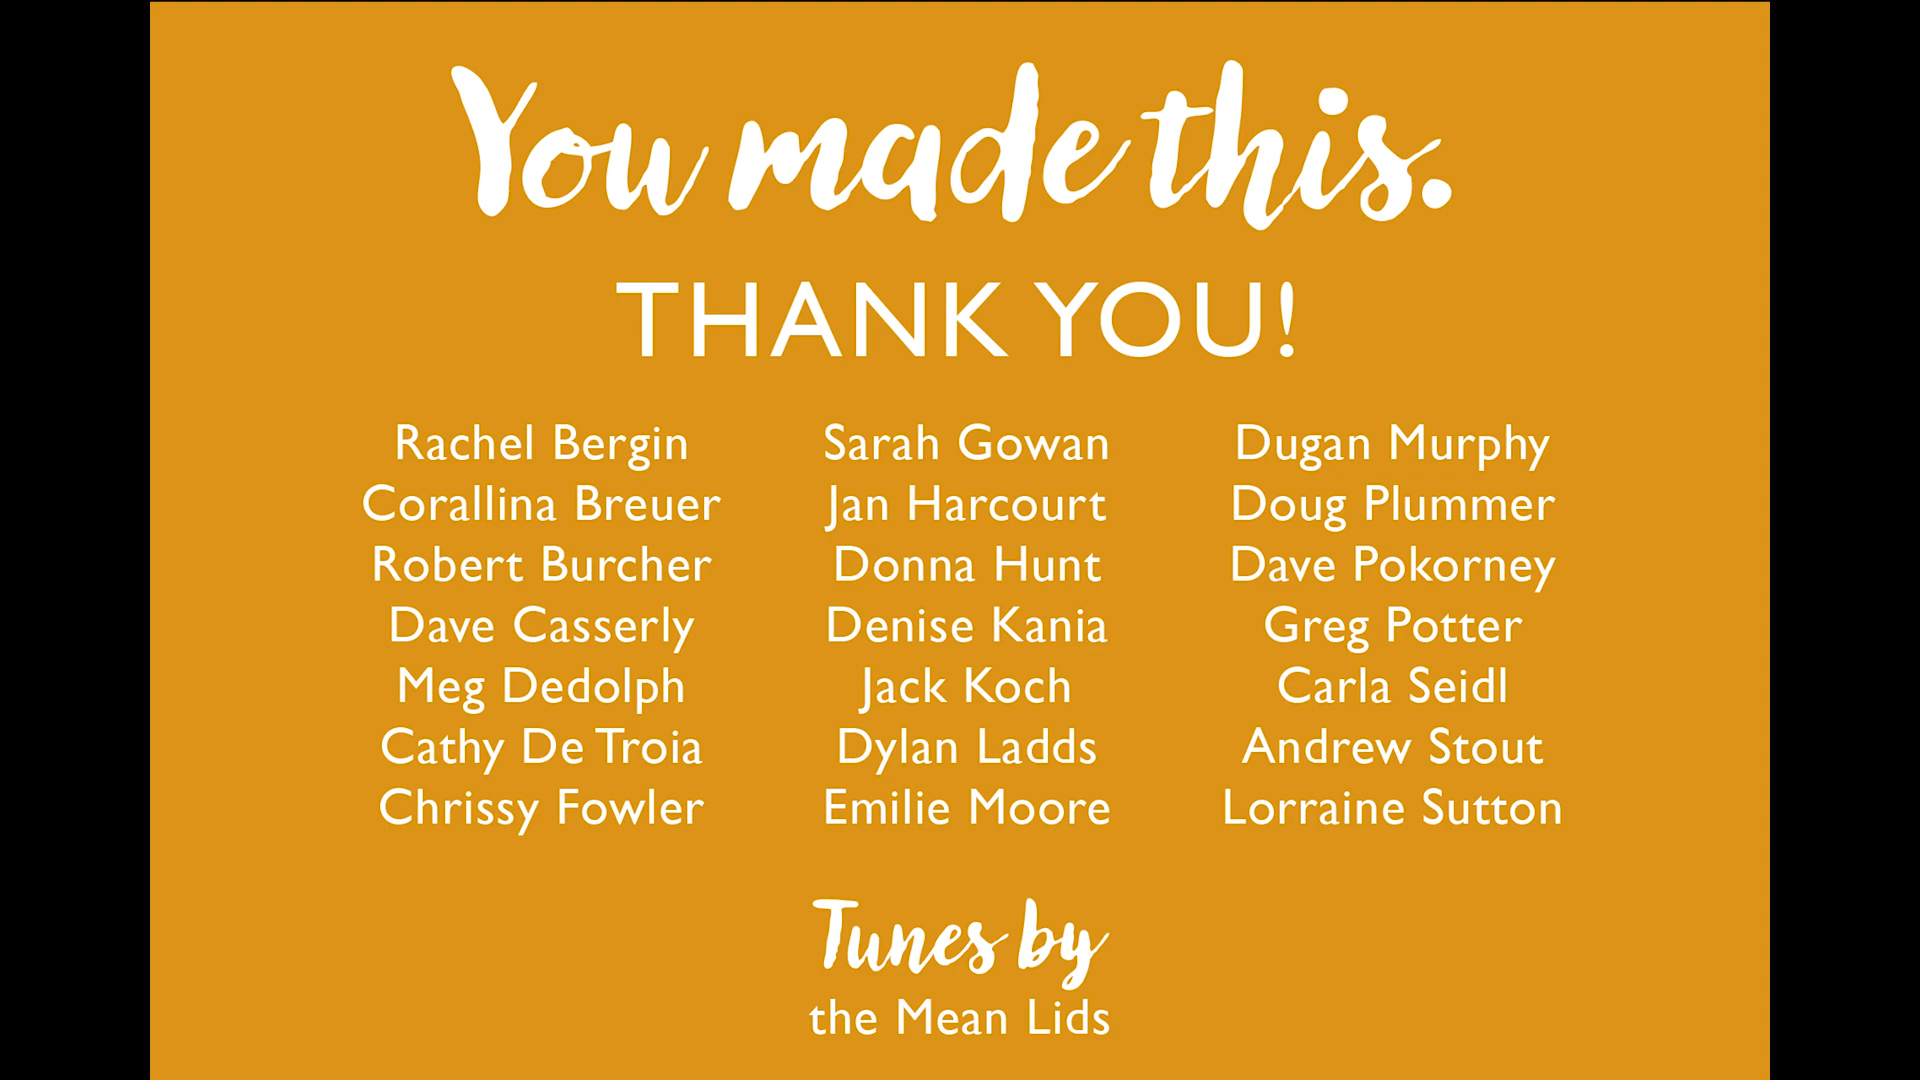 You made this.
THANK YOU!
Rachel Bergin
Corallina Breuer
Robert Burcher
Dave Casserly
Meg Dedolph
Cathy De Troia
Chrissy Fowler
Sarah Gowan
Jan Harcourt
Donna Hunt
Denise Kania
Jack Koch
Dylan Ladds
Emilie Moore
Dugan Murphy
Doug Plummer
Dave Pokorney
Greg Potter
Carla Seidl
Andrew Stout
Lorraine Sutton
Tunes by
the Mean Lids